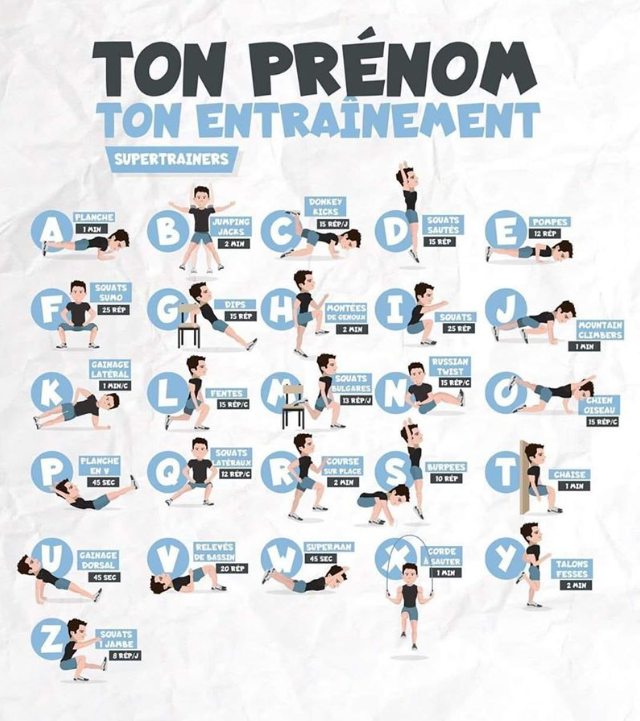 TON PRÉNOM
TON ENTRAÎNEMENT
SUPERTRAINERS
A
PLANCHE
1 MIN
B
JUMPING
JACKS
2 MIN
C
DONKEY
KICKS
15 RÉP/J
D
SQUATS
SAUTÉS
15 RÉP
E
POMPES
12 RÉP
F
SQUATS
SUMO
25 RÉP
G
DIPS
15 RÉP
H
MONTÉES
DE GENOUX
2 MIN
I
SQUATS
25 RÉP
J
MOUNTAIN
CLIMBERS
1 MIN
K
GAINAGE
LATÉRAL
1 MIN/C
L
FENTES
15 RÉP/C
M
SQUATS
BULGARES
13 RÉP/J
N
RUSSIAN
TWIST
15 RÉP/C
O
CHIEN
OISEAU
15 RÉP/C
P
PLANCHE
EN V
45 SEC
Q
SQUATS
LATÉRAUX
12 RÉP/C
R
COURSE
SUR PLACE
2 MIN
S
BURPEES
10 RÉP
T
CHAISE
1 MIN
U
GAINAGE
DORSAL
45 SEC
V
RELEVÉS
DE BASSIN
20 RÉP
W
SUPERMAN
45 SEC
X
CORDE
À SAUTER
1 MIN
Y
TALONS
FESSES
2 MIN
Z
SQUATS
1 JAMBE
8 RÉP/J